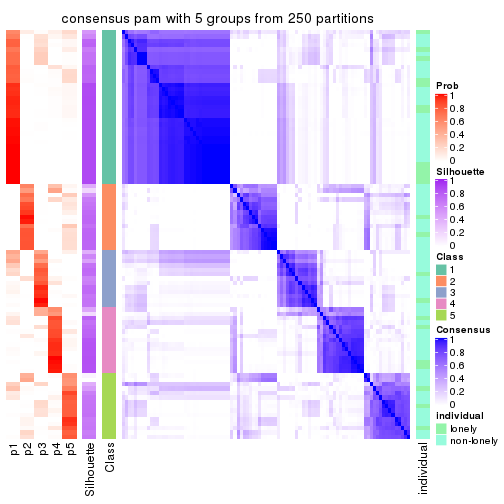 consensus pam with 5 groups from 250 partitions
Prob
1
0.8
0.6
0.4
0.2
0
Silhouette
1
0.8
0.6
0.4
0.2
0
Class
1
2
3
4
5
Consensus
1
0.8
0.6
0.4
0.2
0
individual
lonely
non-lonely
p1
p2
p3
p4
p5
Silhouette
Class
individual